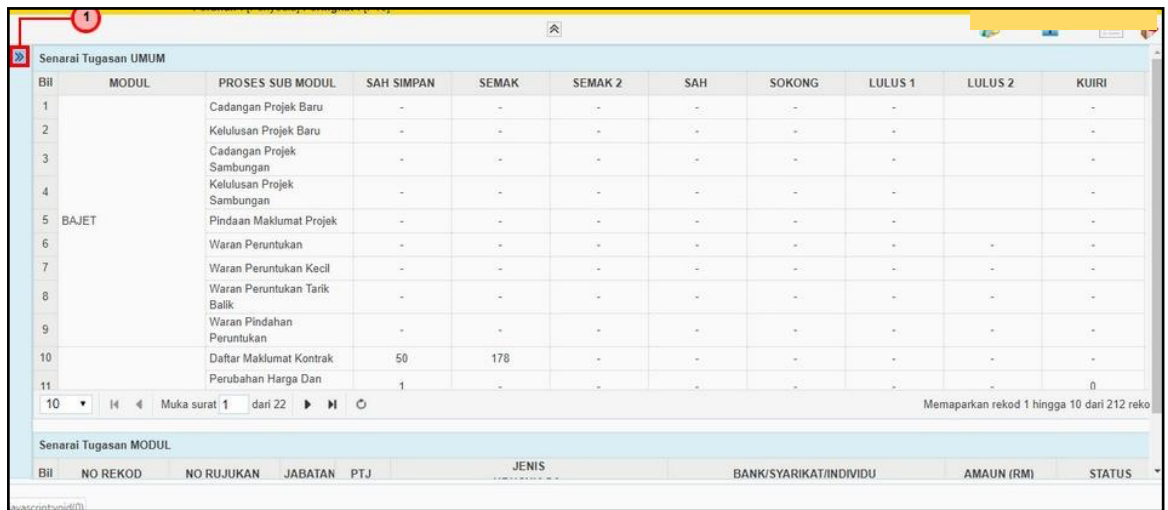 1
Senarai Tugasan UMUM
Bil MODUL PROSES SUB MODUL SAH SIMPAN SEMAK SEMAK 2 SAH SOKONG LULUS 1 LULUS 2 KUIRI
1 Cadangan Projek Baru - - - - - - -
2 Kelulusan Projek Baru - - - - - - -
3 Cadangan Projek
Sambungan - - - - - - -
4 Kelulusan Projek
Sambungan - - - - - - -
5 BAJET Pindaan Maklumat Projek - - - - - - -
6 Waran Peruntukan - - - - - - - -
7 Waran Peruntukan Kecil - - - - - - - -
8 Waran Peruntukan Tarik
Balik - - - - - - - -
9 Waran Pindahan
Peruntukan - - - - - - - -
10 Daftar Maklumat Kontrak 50 178 - - - - - -
11 Perubahan Harga Dan 1 - - - - - - 0
10 Muka surat 1 dari 22 Memaparkan rekod 1 hingga 10 dari 212 reko
Senarai Tugasan MODUL
Bil NO REKOD NO RUJUKAN JABATAN PTJ JENIS BANK/SYARIKAT/INDIVIDU AMAUN (RM) STATUS
avascript:void(0)